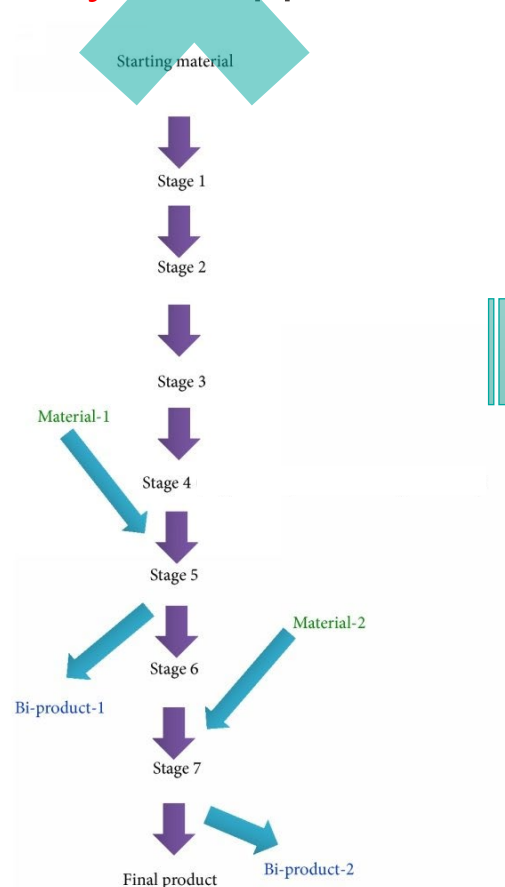 Starting material
Stage 1
Stage 2
Stage 3
Material-1
Stage 4
Stage 5
Material-2
Stage 6
Bi-product-1
Stage 7
Bi-product-2
Final product